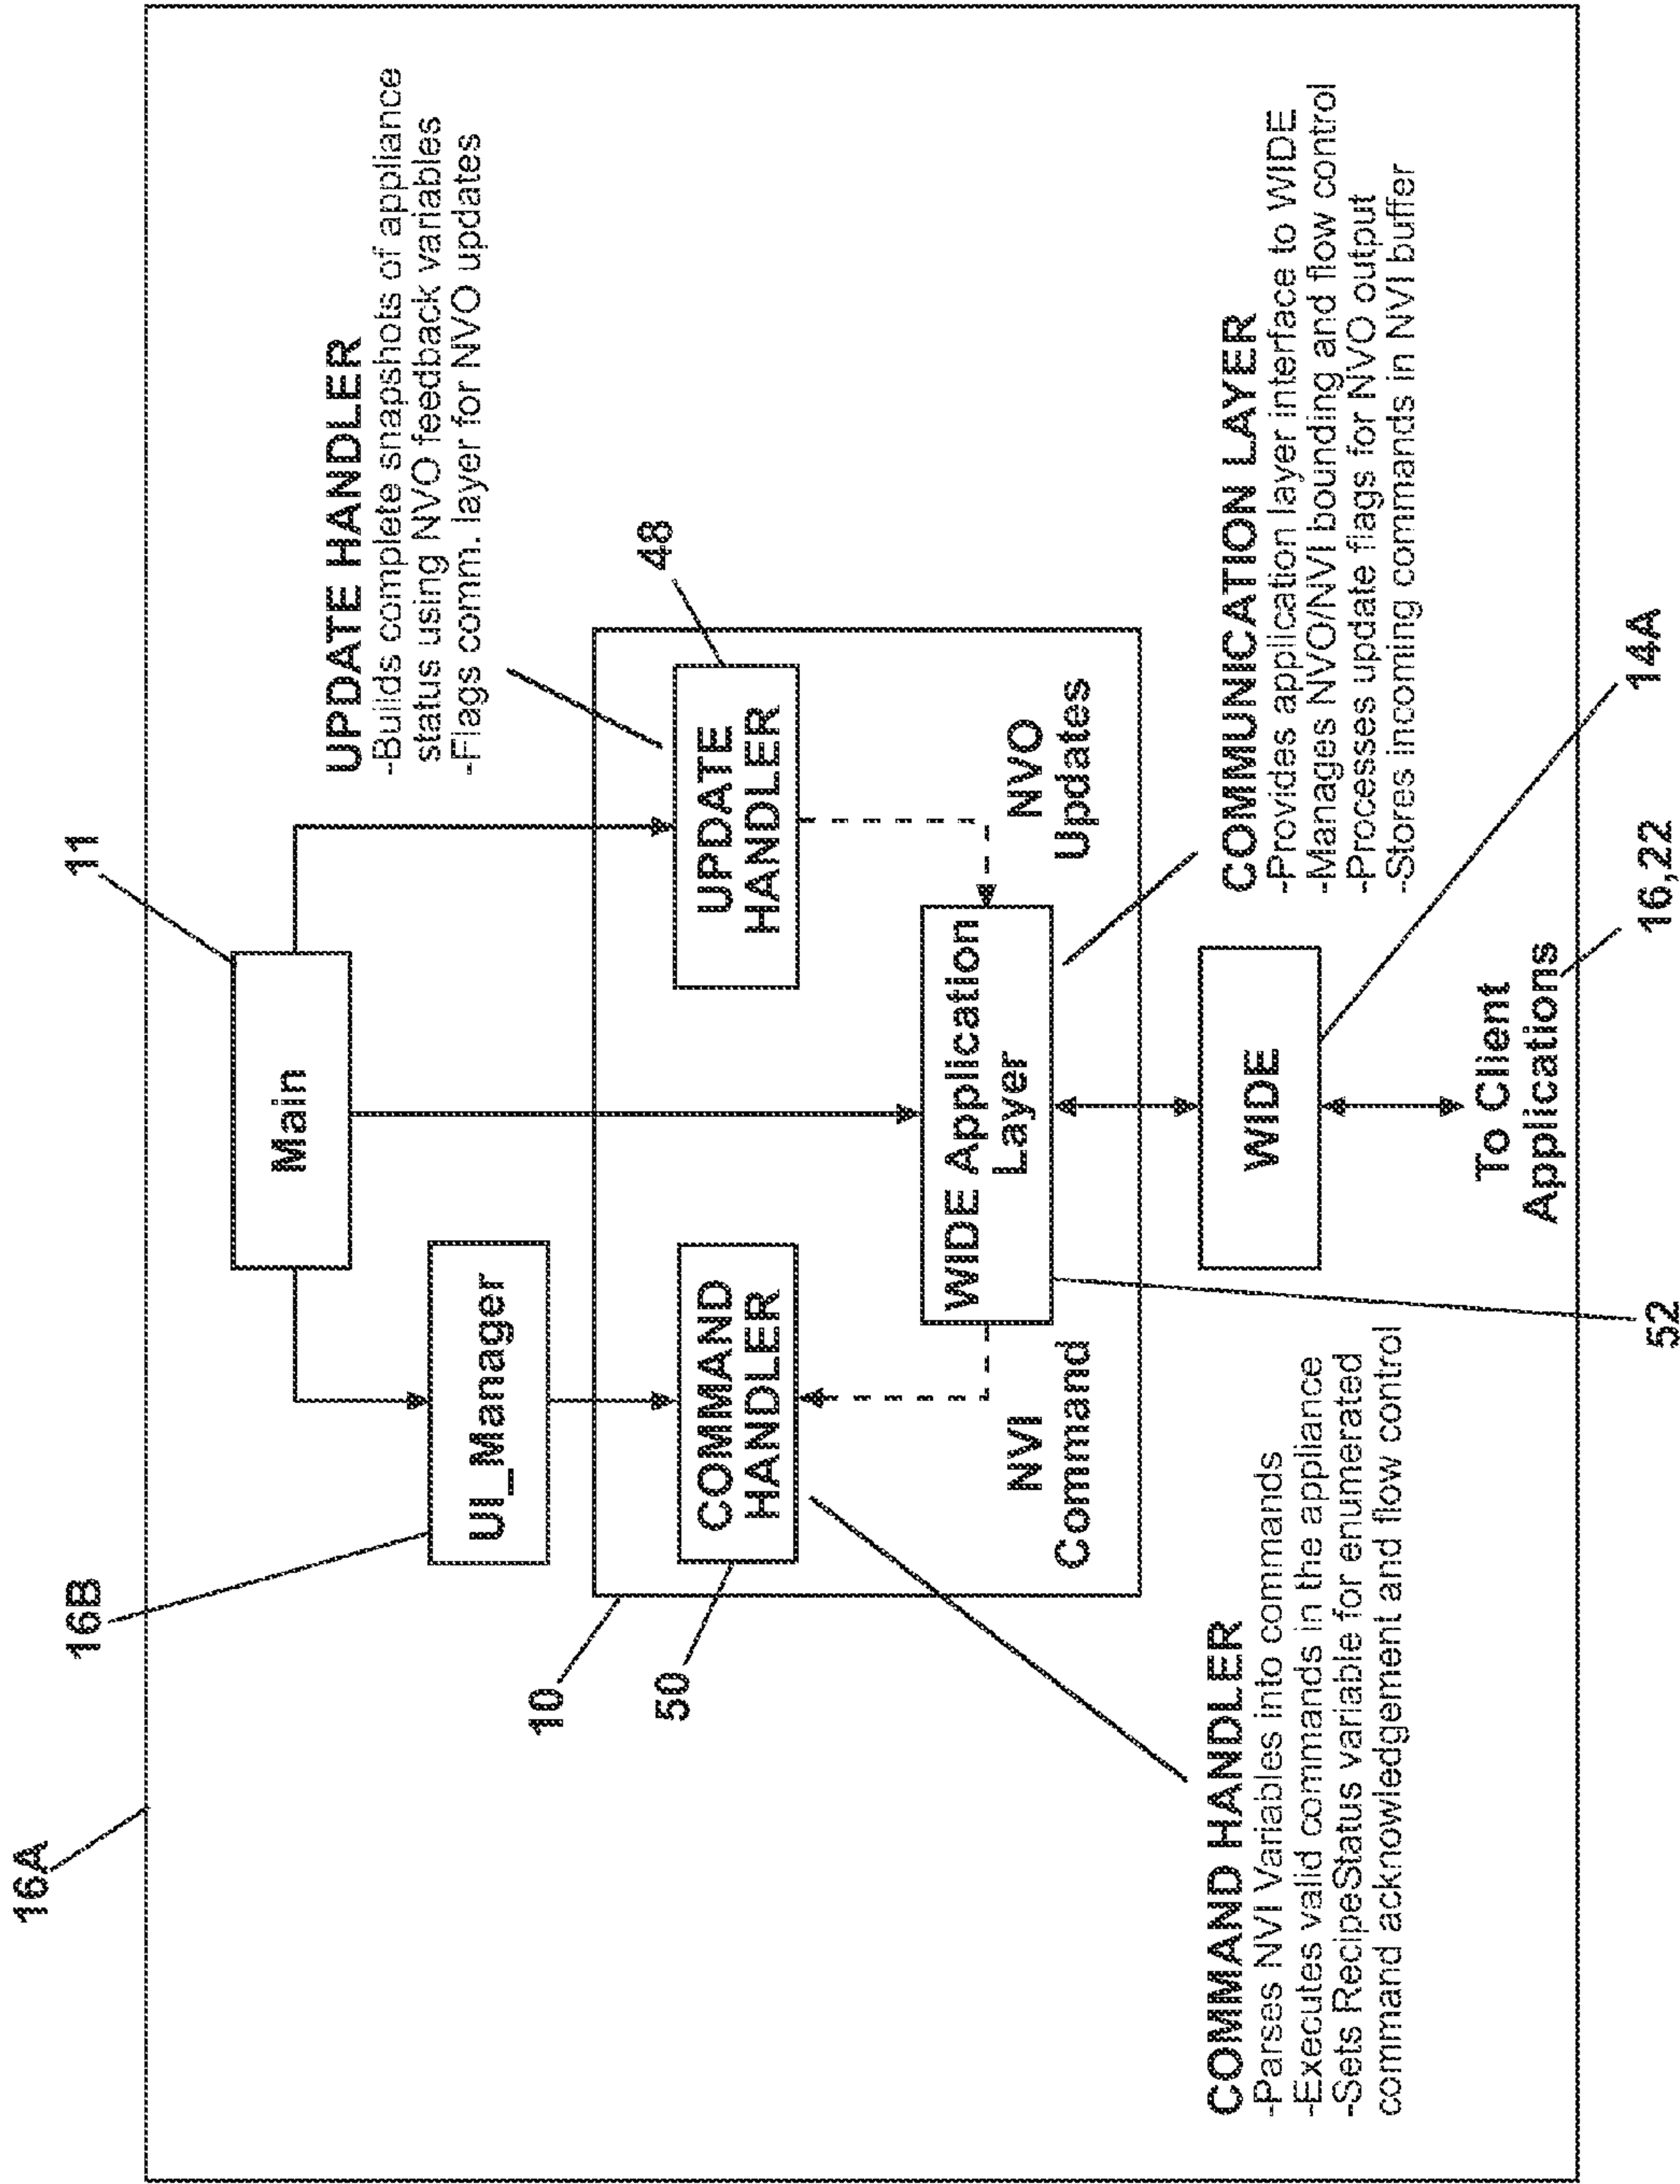 16A
16B
11
Main
UI_Manager
UPDATE HANDLER
-Builds complete snapshots of appliance
status using NVO feedback variables
-Flags comm. layer for NVO updates
10
50
48
COMMAND
HANDLER
UPDATE
HANDLER
WIDE Application
Layer
NVI
Command
NVO
Updates
COMMAND HANDLER
-Parses NVI Variables into commands
-Executes valid commands in the appliance
-Sets RecipeStatus variable for enumerated
command acknowledgement and flow control
WIDE
COMMUNICATION LAYER
-Provides application layer interface to WIDE
-Manages NVO/NVI bounding and flow control
-Processes update flags for NVO output
-Stores incoming commands in NVI buffer
To Client
Applications
52
16,22
14A